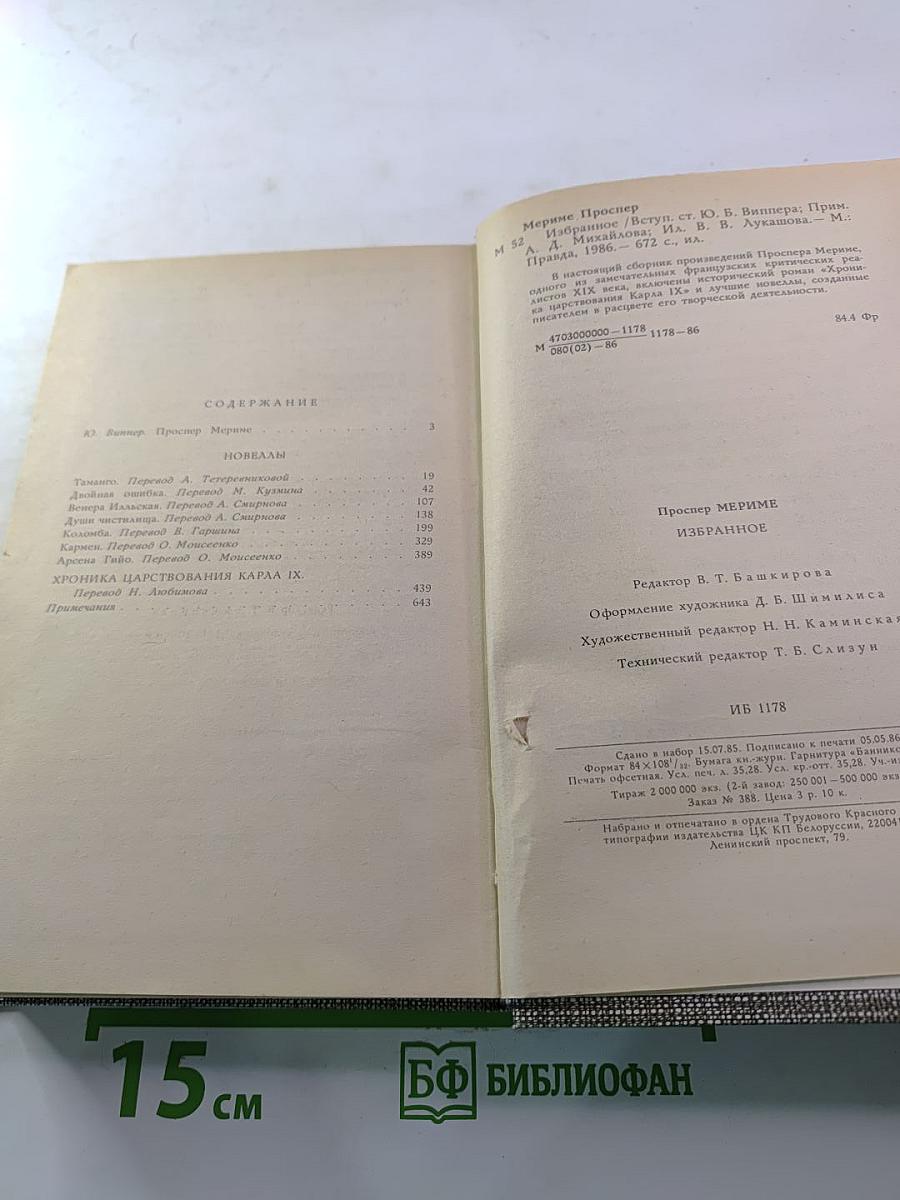 СОДЕРЖАНИЕ
Ю. Виппер. Проспер Мериме . . . . . . . . . . . 3
НОВЕЛЛЫ
Таманго. Перевод А. Тетеревниковой . . . . . . . . 19
Двойная ошибка. Перевод М. Кузмина . . . . . . . 42
Венера Илльская. Перевод А. Смирнова . . . . . . . 107
Души чистилища. Перевод А. Смирнова . . . . . . . 138
Коломба. Перевод В. Гаршина . . . . . . . . . . 199
Кармен. Перевод О. Моисеенко . . . . . . . . . . 329
Арсена Гийо. Перевод О. Моисеенко . . . . . . . . 389
ХРОНИКА ЦАРСТВОВАНИЯ КАРЛА IX.
Перевод Н. Любимова . . . . . . . . . . . . 439
Примечания . . . . . . . . . . . . . . . . . 643
Мериме Проспер
М 52 Избранное /Вступ. ст. Ю. Б. Виппера; Прим.
А. Д. Михайлова; Ил. В. В. Лукашова.— М.:
Правда, 1986.— 672 с., ил.
В настоящий сборник произведений Проспера Мериме,
одного из замечательных французских критических реа-
листов XIX века, включены исторический роман «Хрони-
ка царствования Карла IX» и лучшие новеллы, созданные
писателем в расцвете его творческой деятельности.
М 4703000000—1178
080(02)—86
1178—86
84.4 Фр
Проспер МЕРИМЕ
ИЗБРАННОЕ
Редактор В. Т. Башкирова
Оформление художника Д. Б. Шимилиса
Художественный редактор Н. Н. Каминская
Технический редактор Т. Б. Слизун
ИБ 1178
Сдано в набор 15.07.85. Подписано к печати 05.05.86
Формат 84×108¹/₃₂. Бумага кн.-журн. Гарнитура «Баннико
Печать офсетная. Усл. печ. л. 35,28. Усл. кр.-отт. 35,28. Уч.-из
Тираж 2 000 000 экз. (2-й завод: 250 001—500 000 экз
Заказ № 388. Цена 3 р. 10 к.
Набрано и отпечатано в ордена Трудового Красного
типографии издательства ЦК КП Белоруссии, 220041
Ленинский проспект, 79.
15 см
БФ БИБЛИОФАН